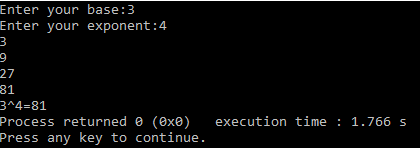 Enter your base:3
Enter your exponent:4
3
9
27
81
3^4=81
Process returned 0 (0x0)   execution time : 1.766 s
Press any key to continue.